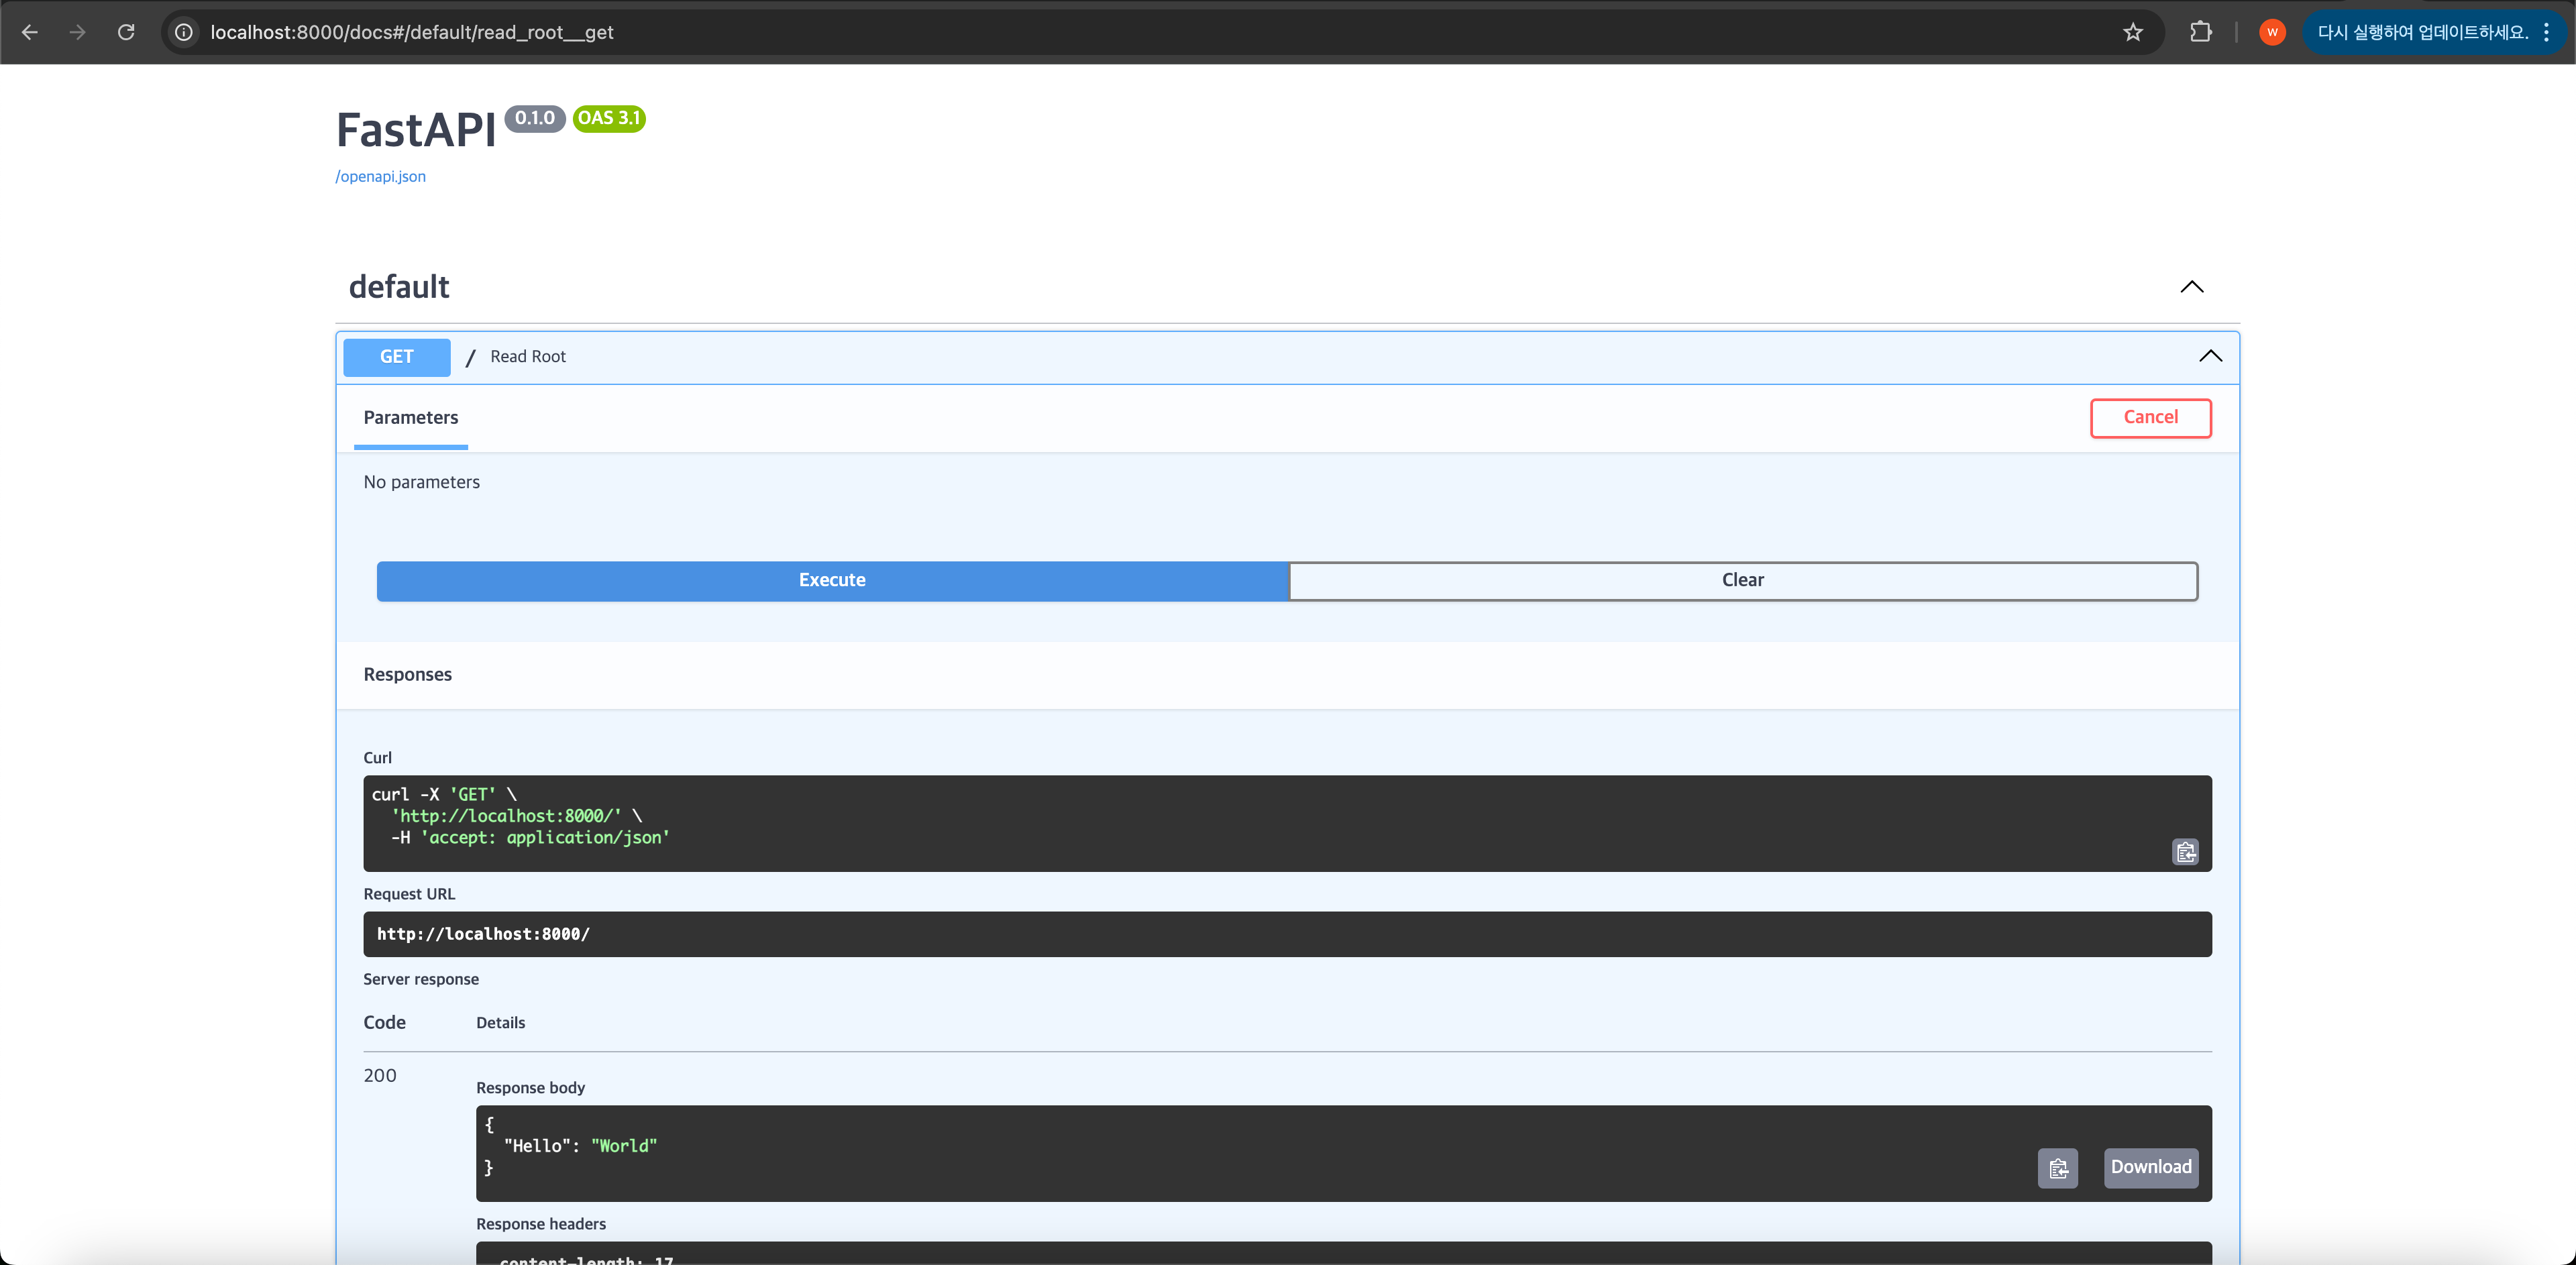 localhost:8000/docs#/default/read_root__get
W
다시 실행하여 업데이트하세요.
FastAPI 0.1.0 OAS 3.1
/openapi.json
default
GET / Read Root
Parameters
Cancel
No parameters
Execute
Clear
Responses
Curl
curl -X 'GET' \
'http://localhost:8000/' \
-H 'accept: application/json'
Request URL
http://localhost:8000/
Server response
Code Details
200
Response body
{
"Hello": "World"
}
Download
Response headers
content-length: 17